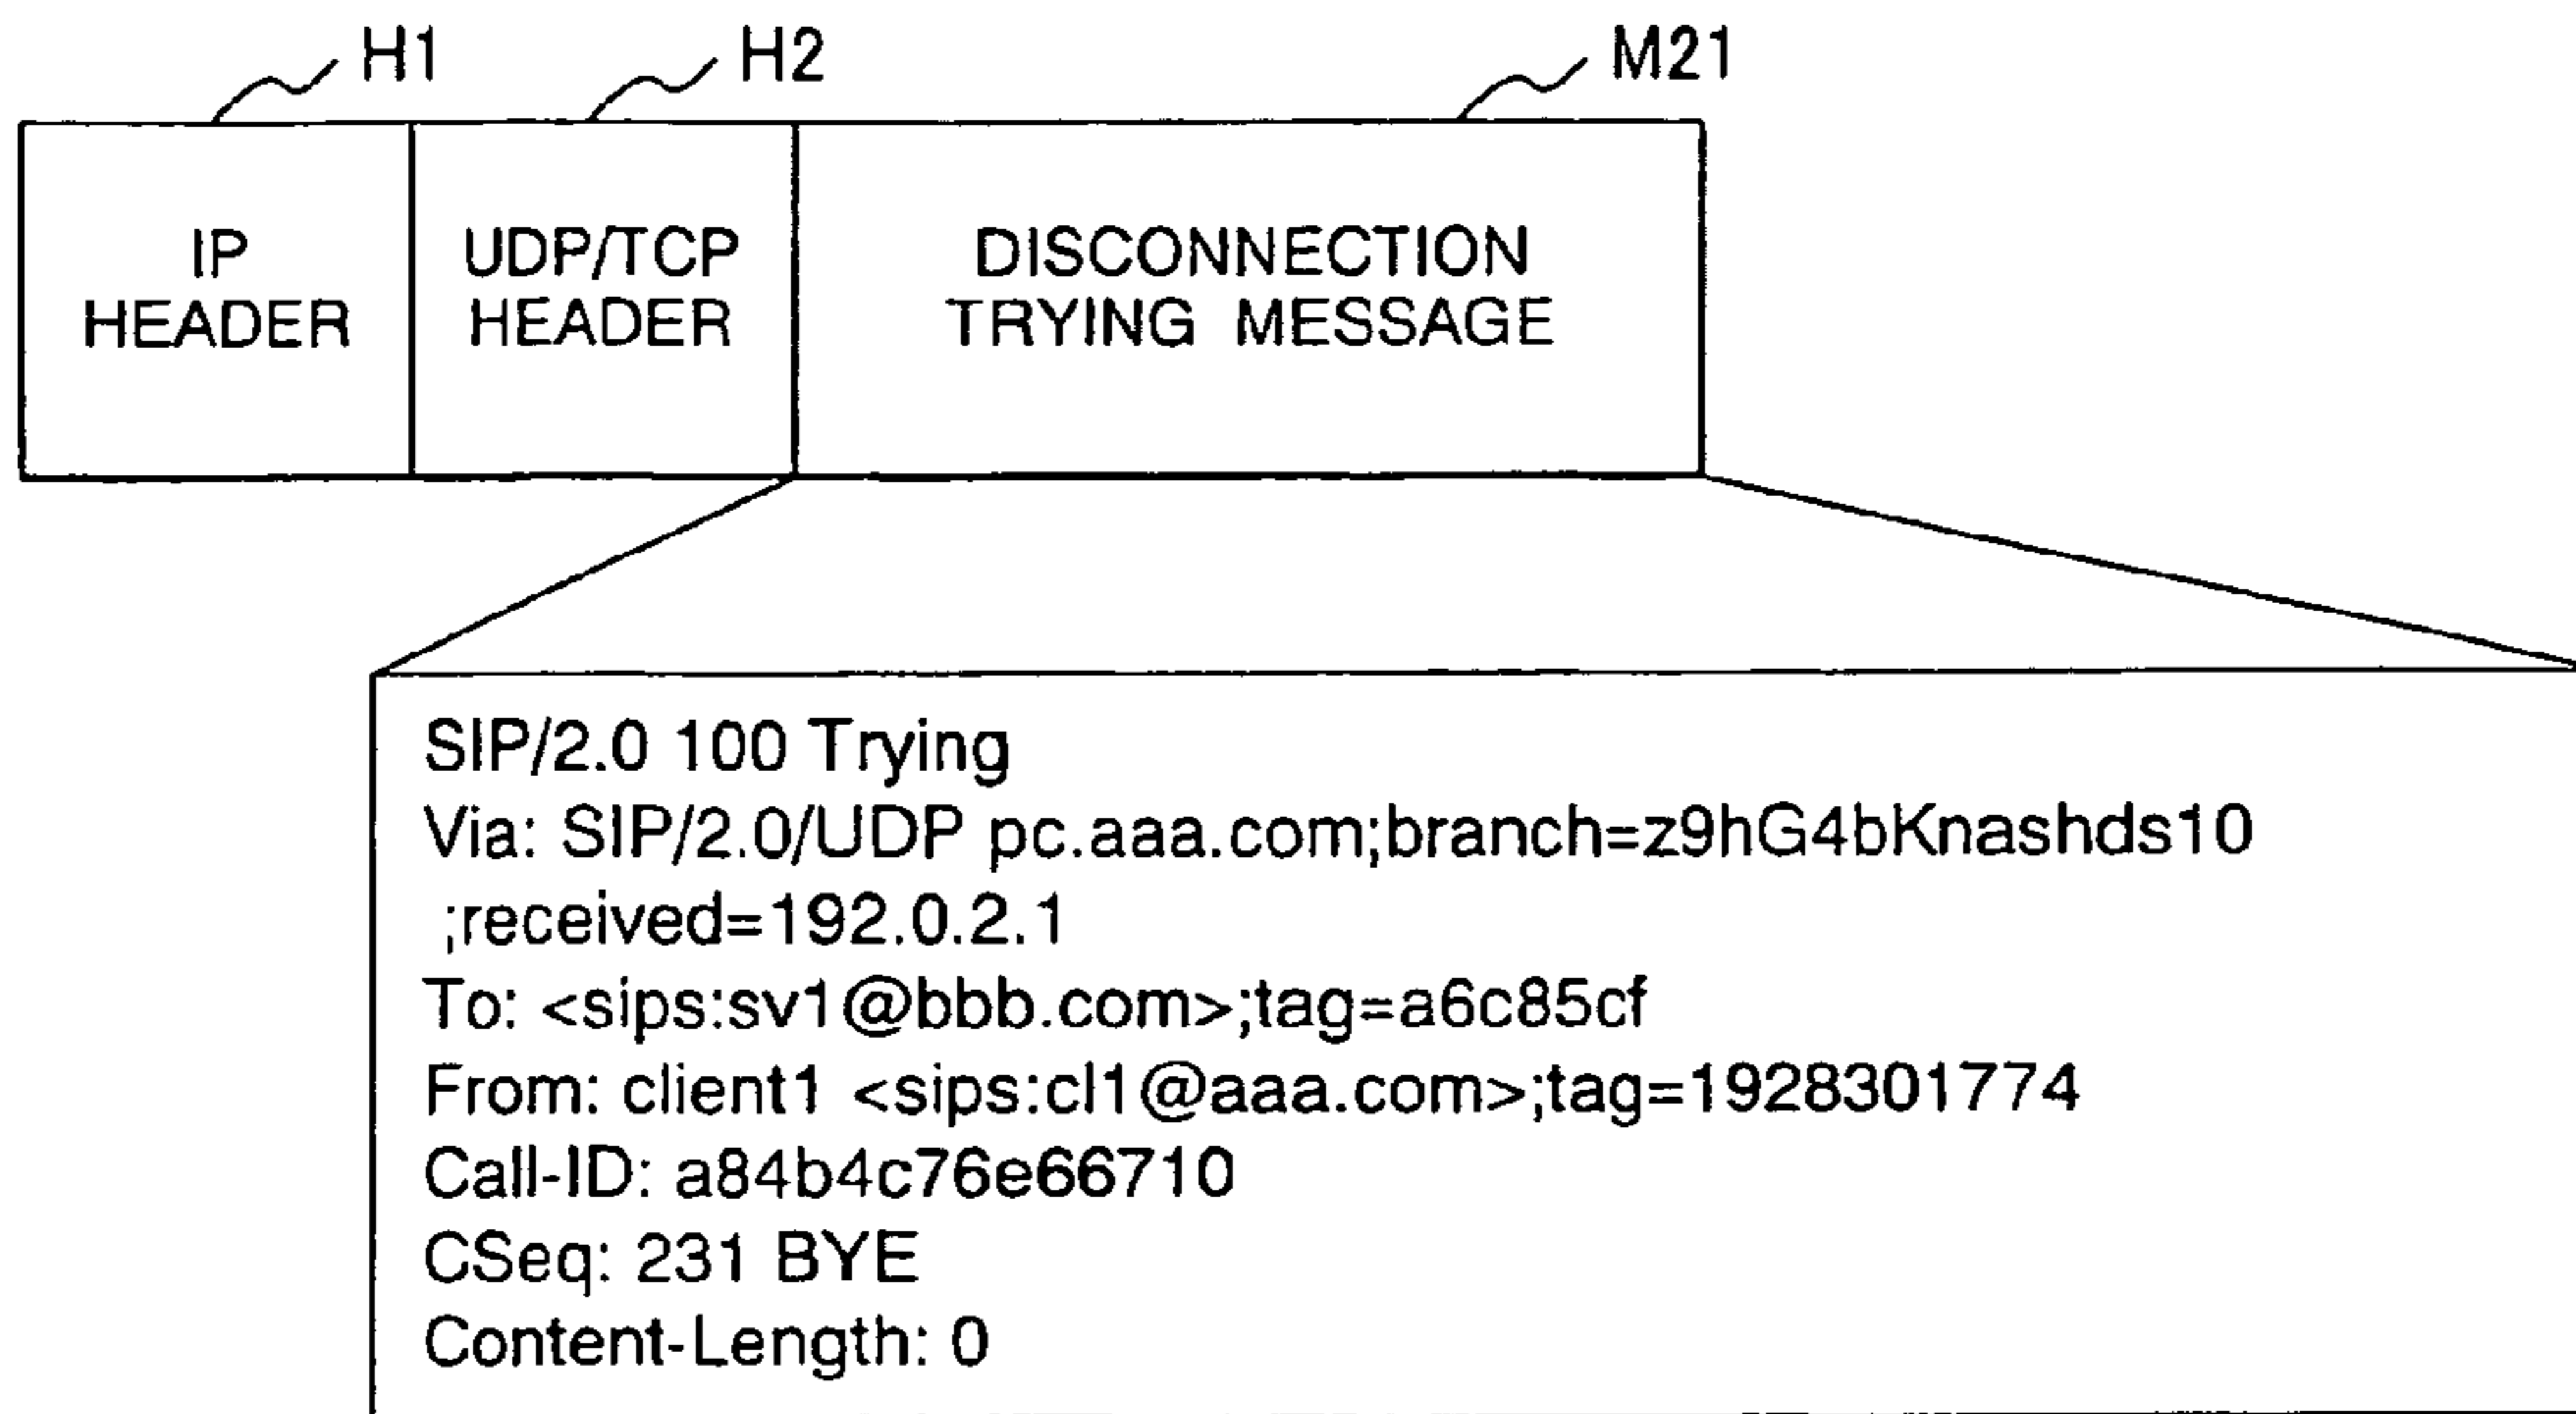 H1
H2
M21
IP
HEADER
UDP/TCP
HEADER
DISCONNECTION
TRYING MESSAGE
SIP/2.0 100 Trying
Via: SIP/2.0/UDP pc.aaa.com;branch=z9hG4bKnashds10
;received=192.0.2.1
To: <sips:sv1@bbb.com>;tag=a6c85cf
From: client1 <sips:cl1@aaa.com>;tag=1928301774
Call-ID: a84b4c76e66710
CSeq: 231 BYE
Content-Length: 0